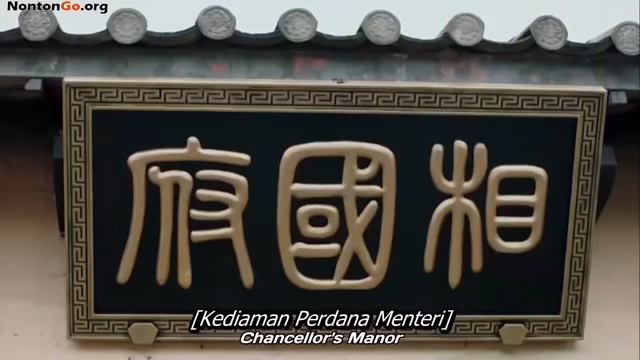 NontonGo.org
相國府
[Kediaman Perdana Menteri]
Chancellor's Manor